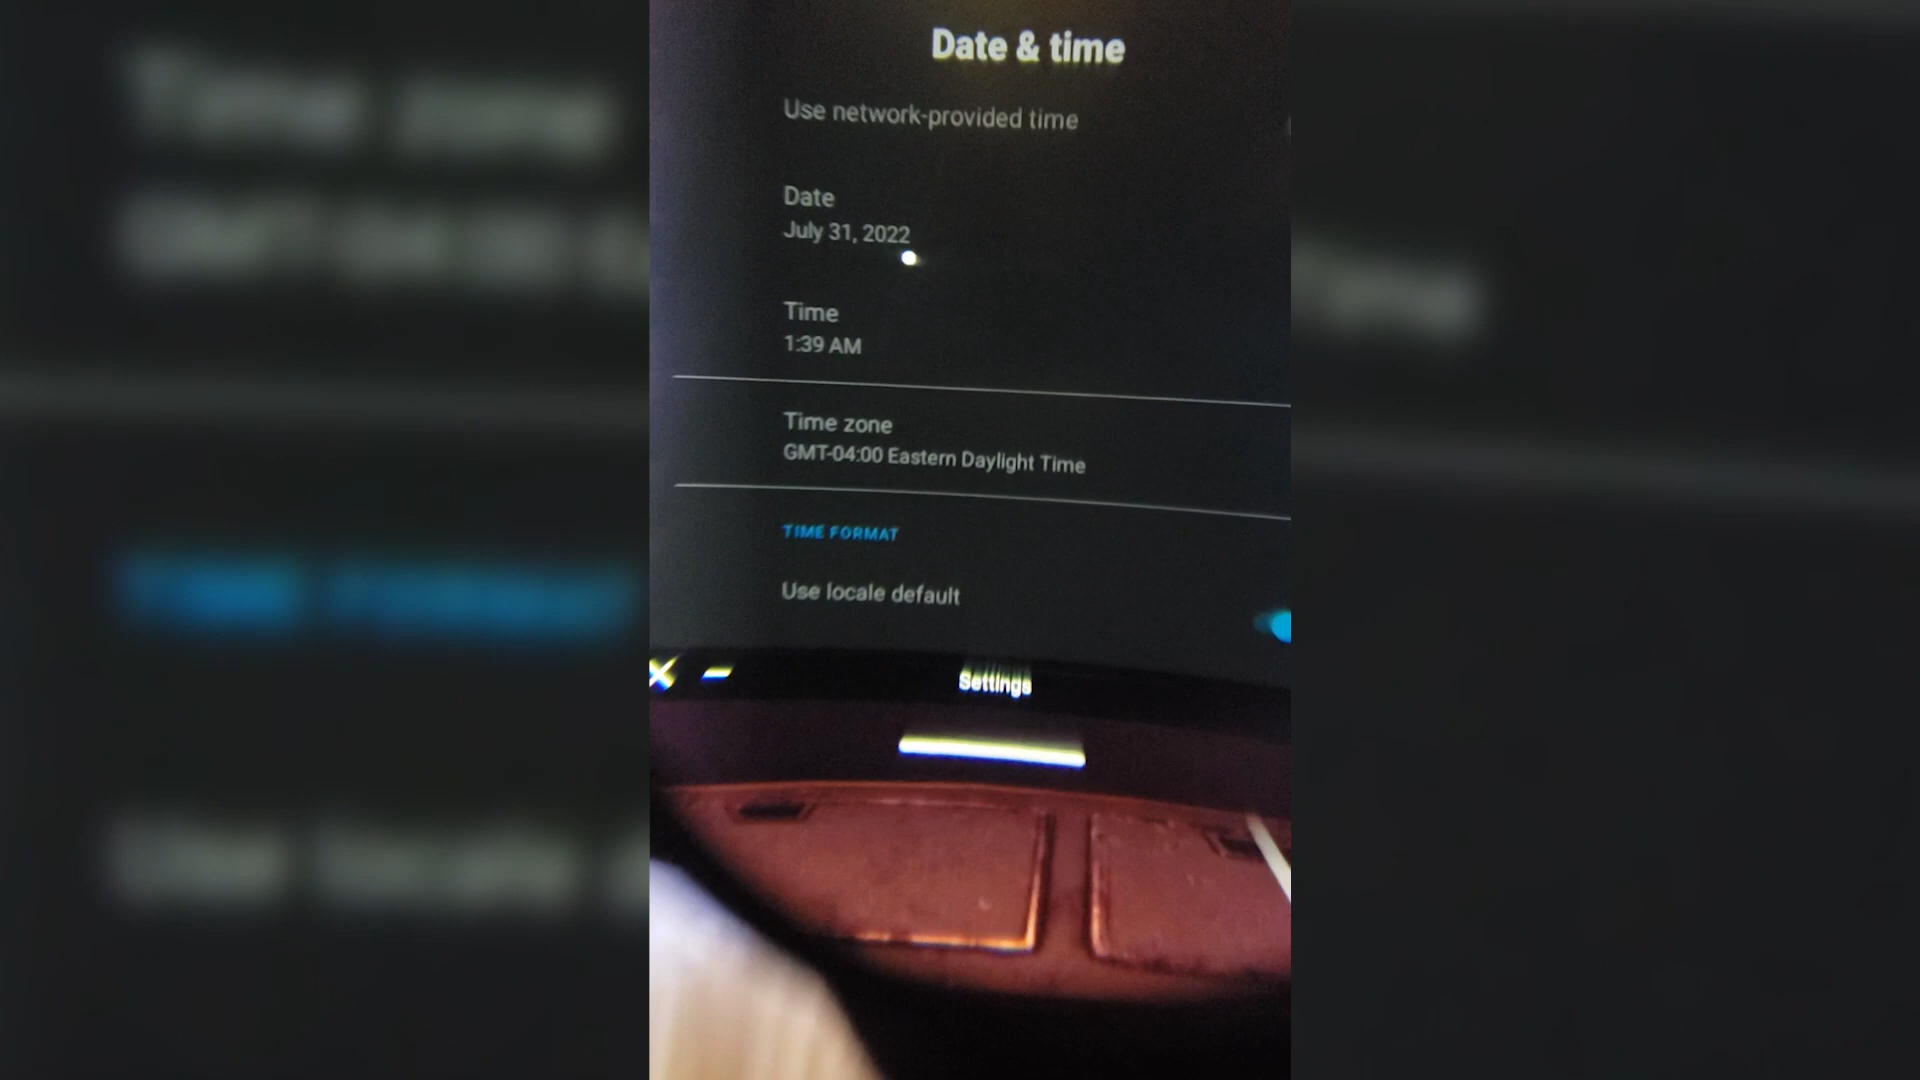 Date & time
Use network-provided time
Date
July 31, 2022
Time
1:39 AM
Time zone
GMT-04:00 Eastern Daylight Time
TIME FORMAT
Use locale default
Settings